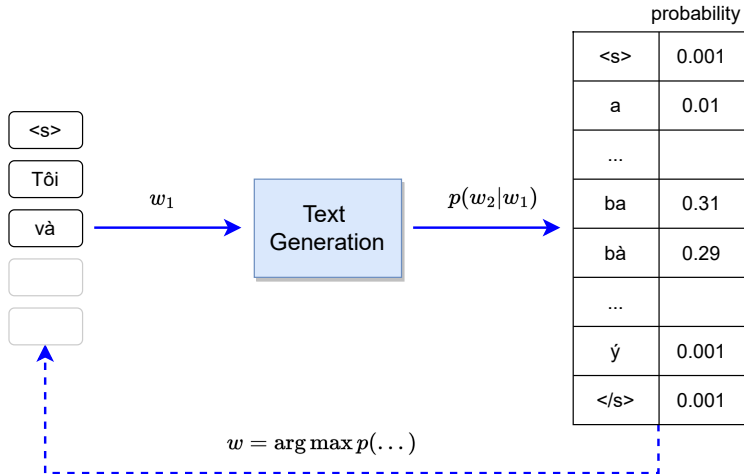 probability
<s> 0.001
a 0.01
...
ba 0.31
bà 0.29
...
ý 0.001
</s> 0.001
<s>
Tôi
và
w₁
Text
Generation
p(w₂|w₁)
w = arg max p(...)